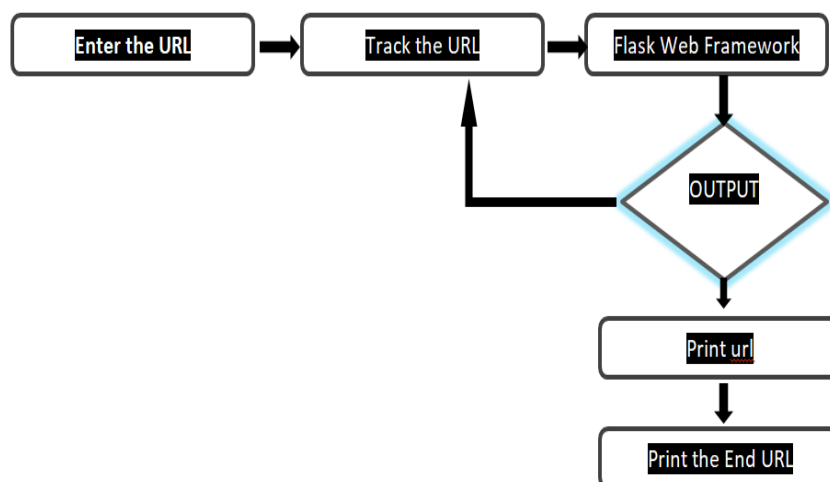 Enter the URL
Track the URL
Flask Web Framework
OUTPUT
Print url
Print the End URL